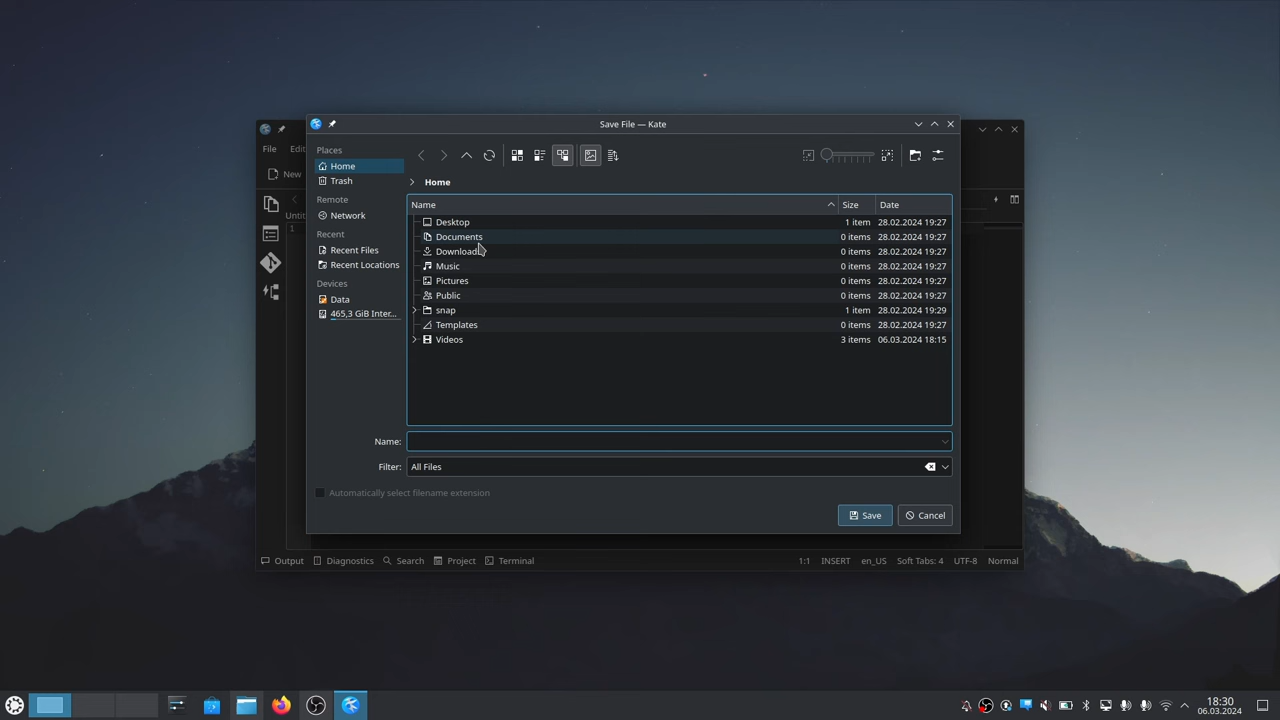 Save File — Kate
File
Edit
New
Untit
1
Places
Home
Trash
Remote
Network
Recent
Recent Files
Recent Locations
Devices
Data
465,3 GiB Inter...
Home
Name Size Date
Desktop 1 item 28.02.2024 19:27
Documents 0 items 28.02.2024 19:27
Downloads 0 items 28.02.2024 19:27
Music 0 items 28.02.2024 19:27
Pictures 0 items 28.02.2024 19:27
Public 0 items 28.02.2024 19:27
snap 1 item 28.02.2024 19:29
Templates 0 items 28.02.2024 19:27
Videos 3 items 06.03.2024 18:15
Name:
Filter: All Files
Automatically select filename extension
Save Cancel
Output Diagnostics Search Project Terminal 1:1 INSERT en_US Soft Tabs: 4 UTF-8 Normal
18:30
06.03.2024